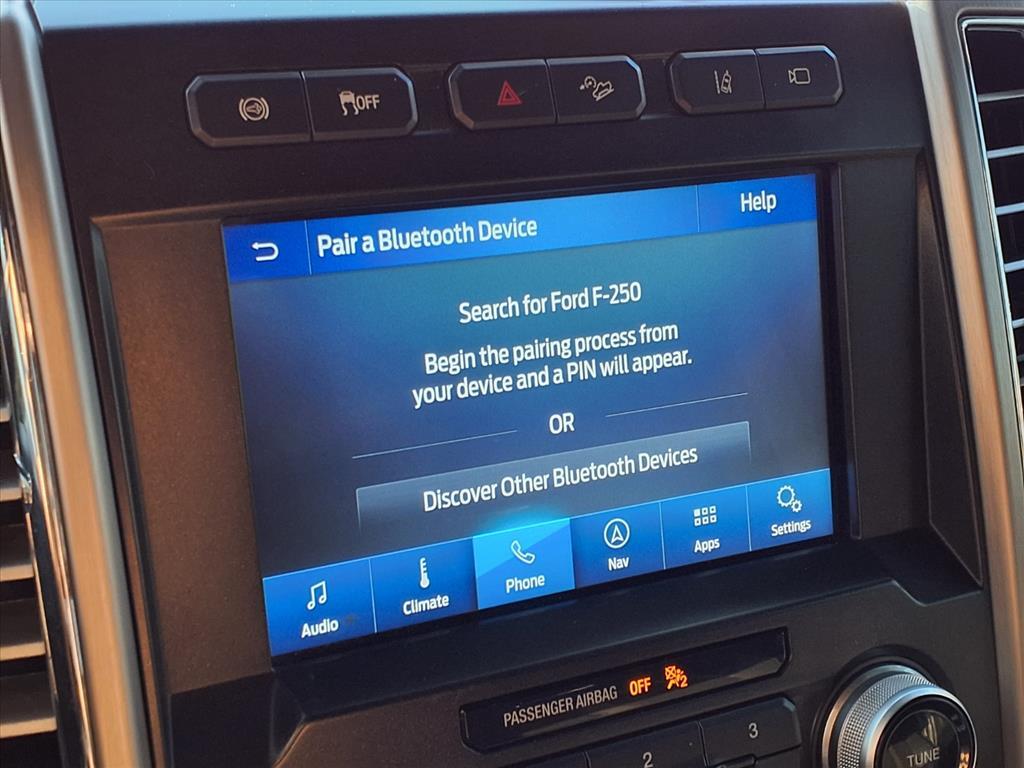 OFF
Pair a Bluetooth Device
Help
Search for Ford F-250
Begin the pairing process from
your device and a PIN will appear.
OR
Discover Other Bluetooth Devices
Audio
Climate
Phone
Nav
Apps
Settings
PASSENGER AIRBAG OFF 2
2
3
TUNE